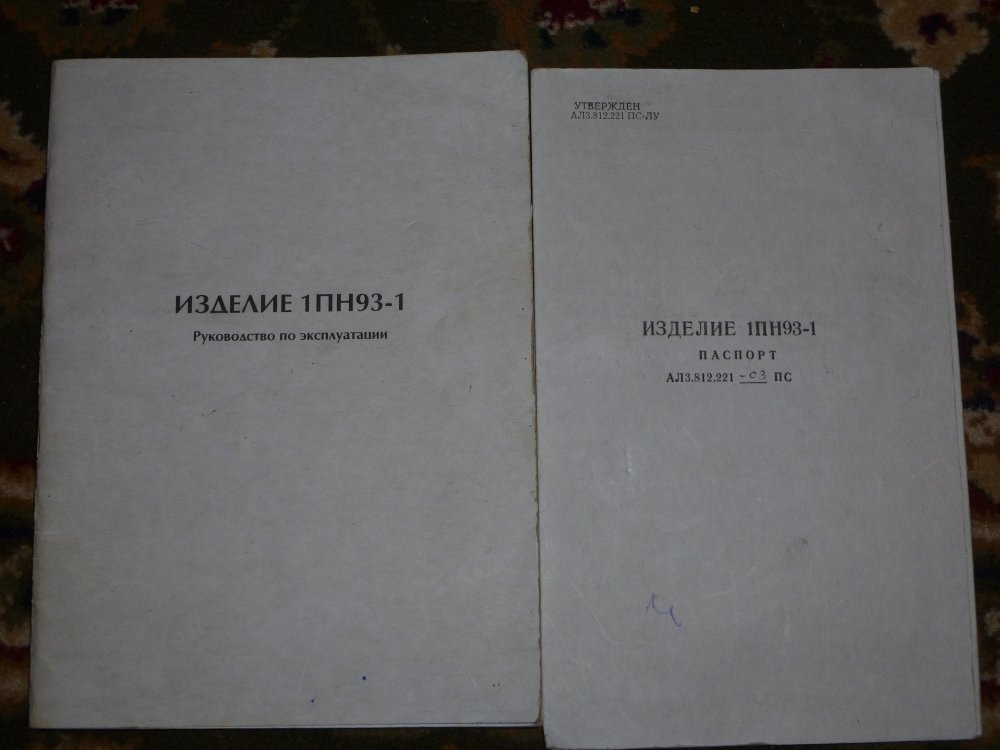 ИЗДЕЛИЕ 1ПН93-1
Руководство по эксплуатации
УТВЕРЖДЕН
АЛ3.812.221 ПС-ЛУ
ИЗДЕЛИЕ 1ПН93-1
ПАСПОРТ
АЛ3.812.221 -03 ПС